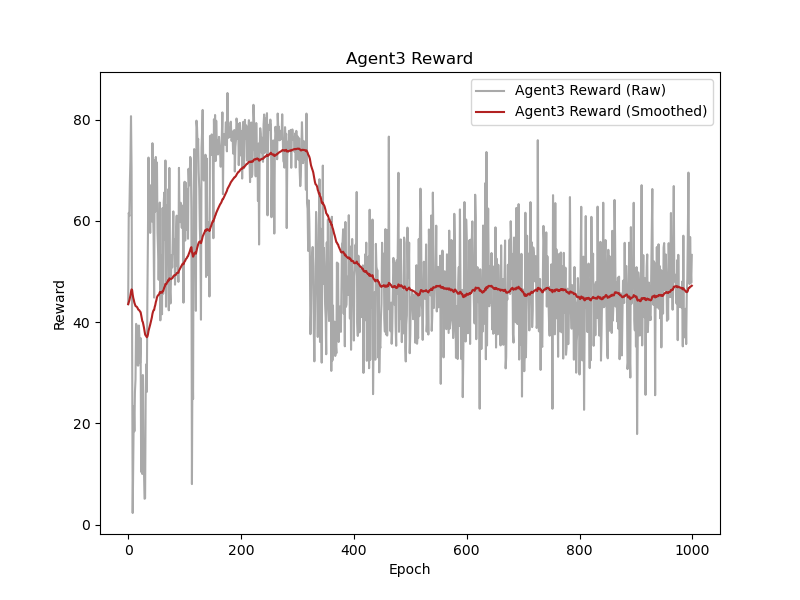 Agent3 Reward
Agent3 Reward (Raw)
Agent3 Reward (Smoothed)
Reward
80
60
40
20
0
0 200 400 600 800 1000
Epoch